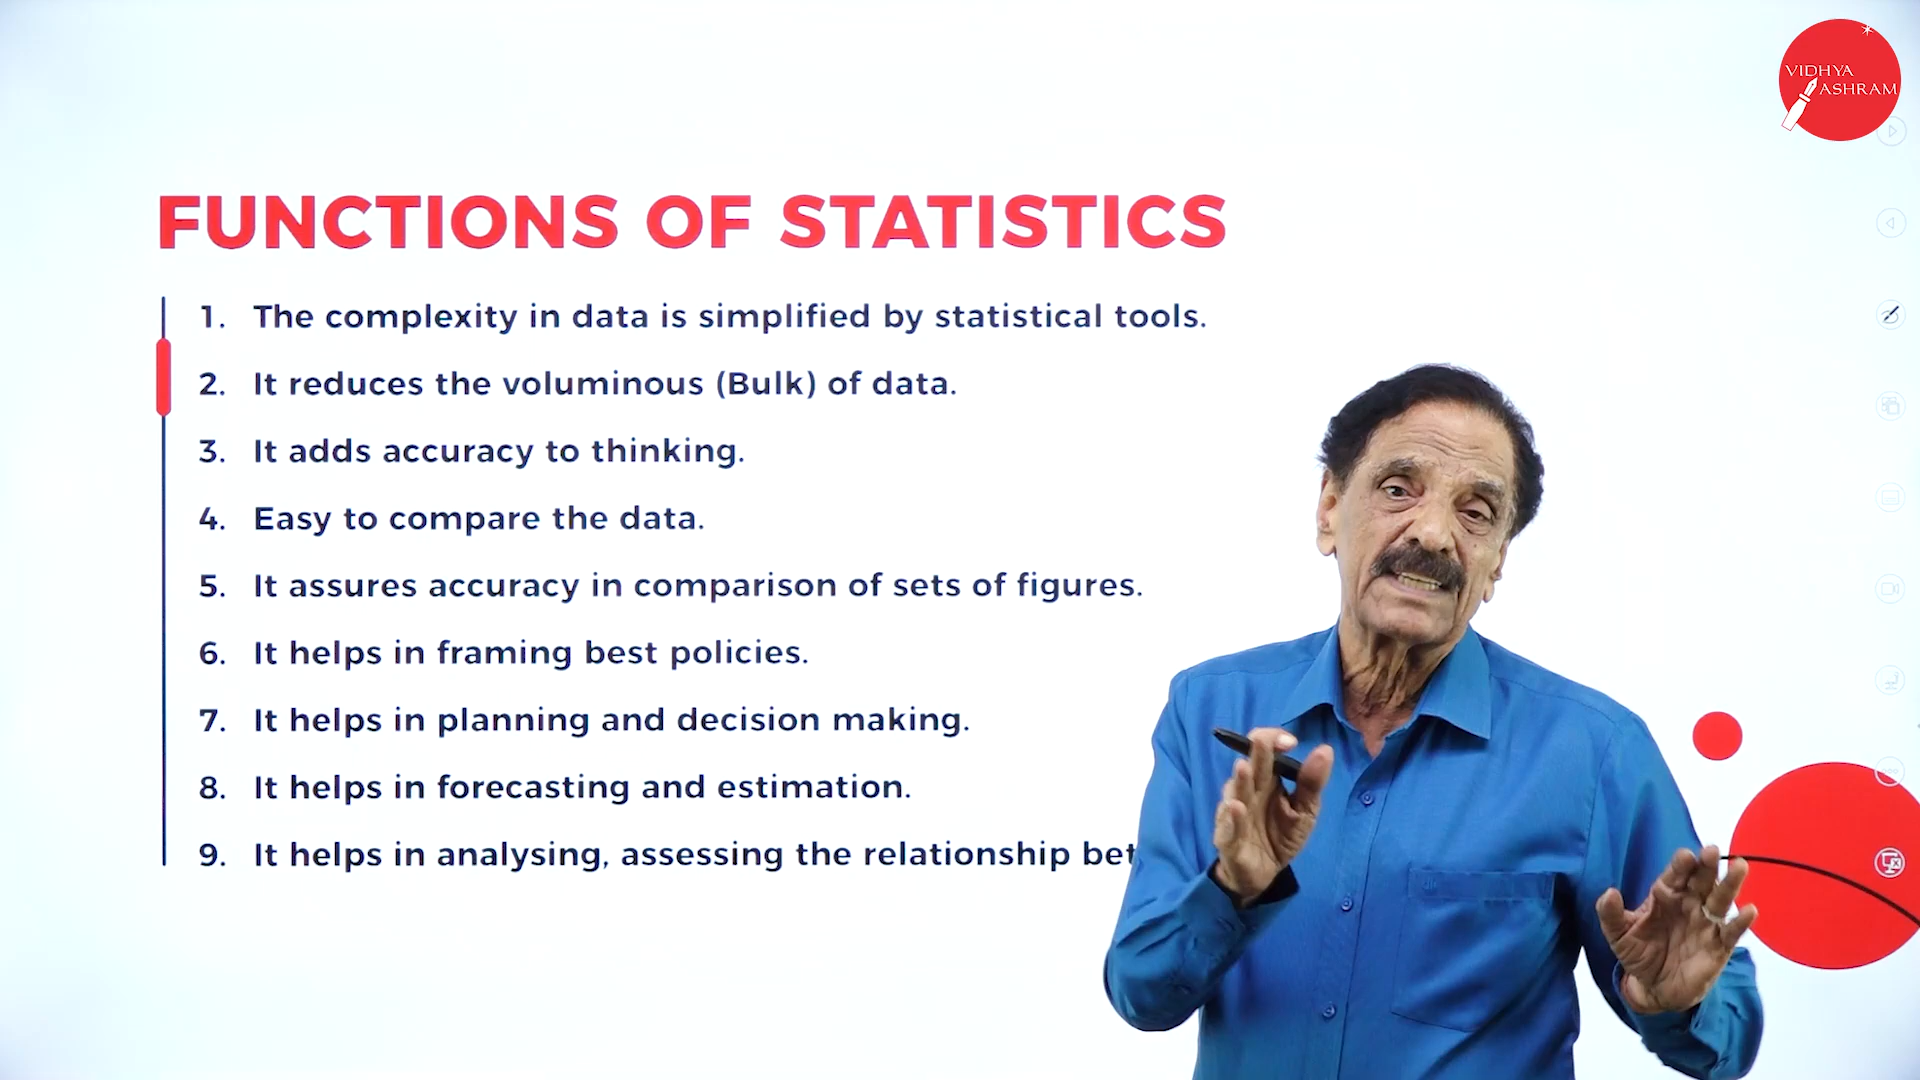 VIDHYA
ASHRAM
FUNCTIONS OF STATISTICS
1. The complexity in data is simplified by statistical tools.
2. It reduces the voluminous (Bulk) of data.
3. It adds accuracy to thinking.
4. Easy to compare the data.
5. It assures accuracy in comparison of sets of figures.
6. It helps in framing best policies.
7. It helps in planning and decision making.
8. It helps in forecasting and estimation.
9. It helps in analysing, assessing the relationship